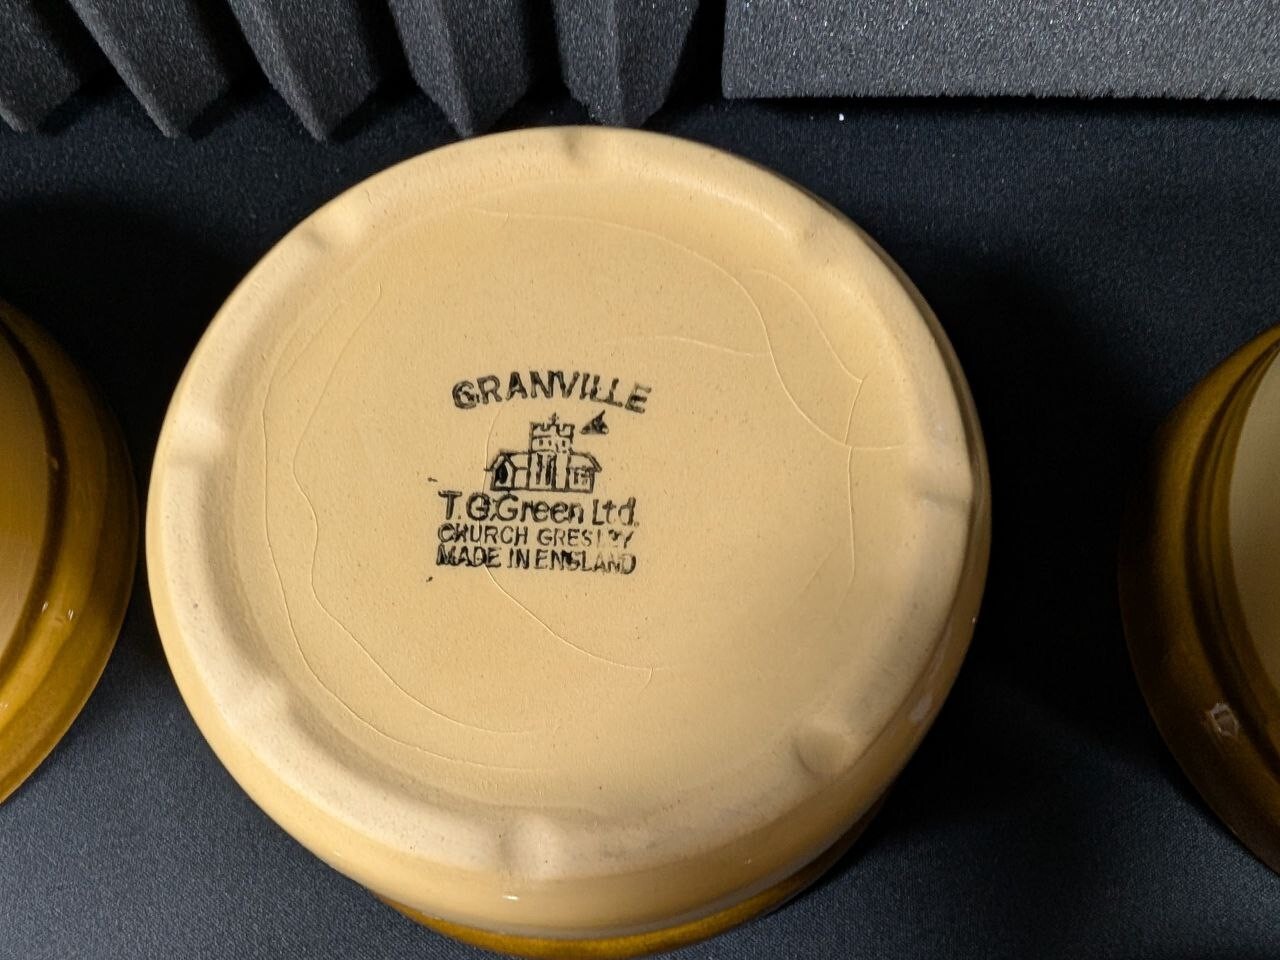 GRANVILLE
T.G.Green Ltd.
CHURCH GRESLEY
MADE IN ENGLAND